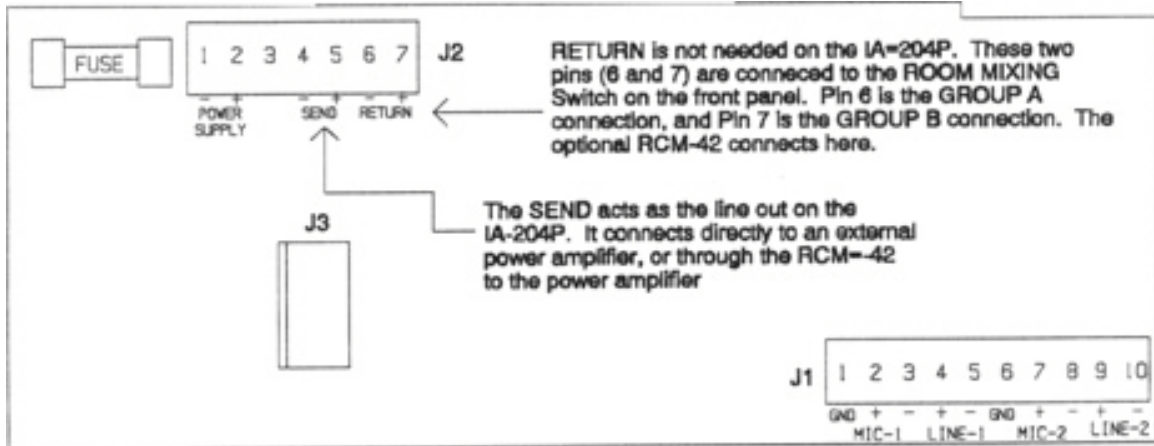 FUSE
1 2 3 4 5 6 7
J2
- + - + - +
POWER SUPPLY
SEND
RETURN
RETURN is not needed on the IA=204P. These two
pins (6 and 7) are conneced to the ROOM MIXING
Switch on the front panel. Pin 6 is the GROUP A
connection, and Pin 7 is the GROUP B connection. The
optional RCM-42 connects here.
The SEND acts as the line out on the
IA-204P. It connects directly to an external
power amplifier, or through the RCM=-42
to the power amplifier
J3
J1
1 2 3 4 5 6 7 8 9 10
GND + - + - GND + - + -
MIC-1 LINE-1 MIC-2 LINE-2